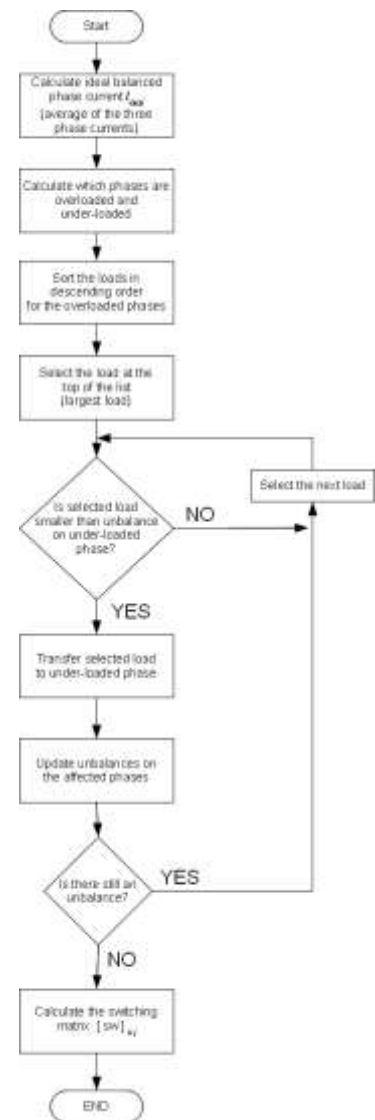 Start
Calculate ideal balanced
phase current I
(average of the three
phase currents)
Calculate which phases are
overloaded and
under-loaded
Sort the loads in
descending order
for the overloaded phases
Select the load at the
top of the list
(largest load)
Select the next load
Is selected load
smaller than unbalance
on under-loaded
phase?
NO
YES
Transfer selected load
to under-loaded phase
Update unbalances on
the affected phases
Is there still an
unbalance?
YES
NO
Calculate the switching
matrix [sw]
END